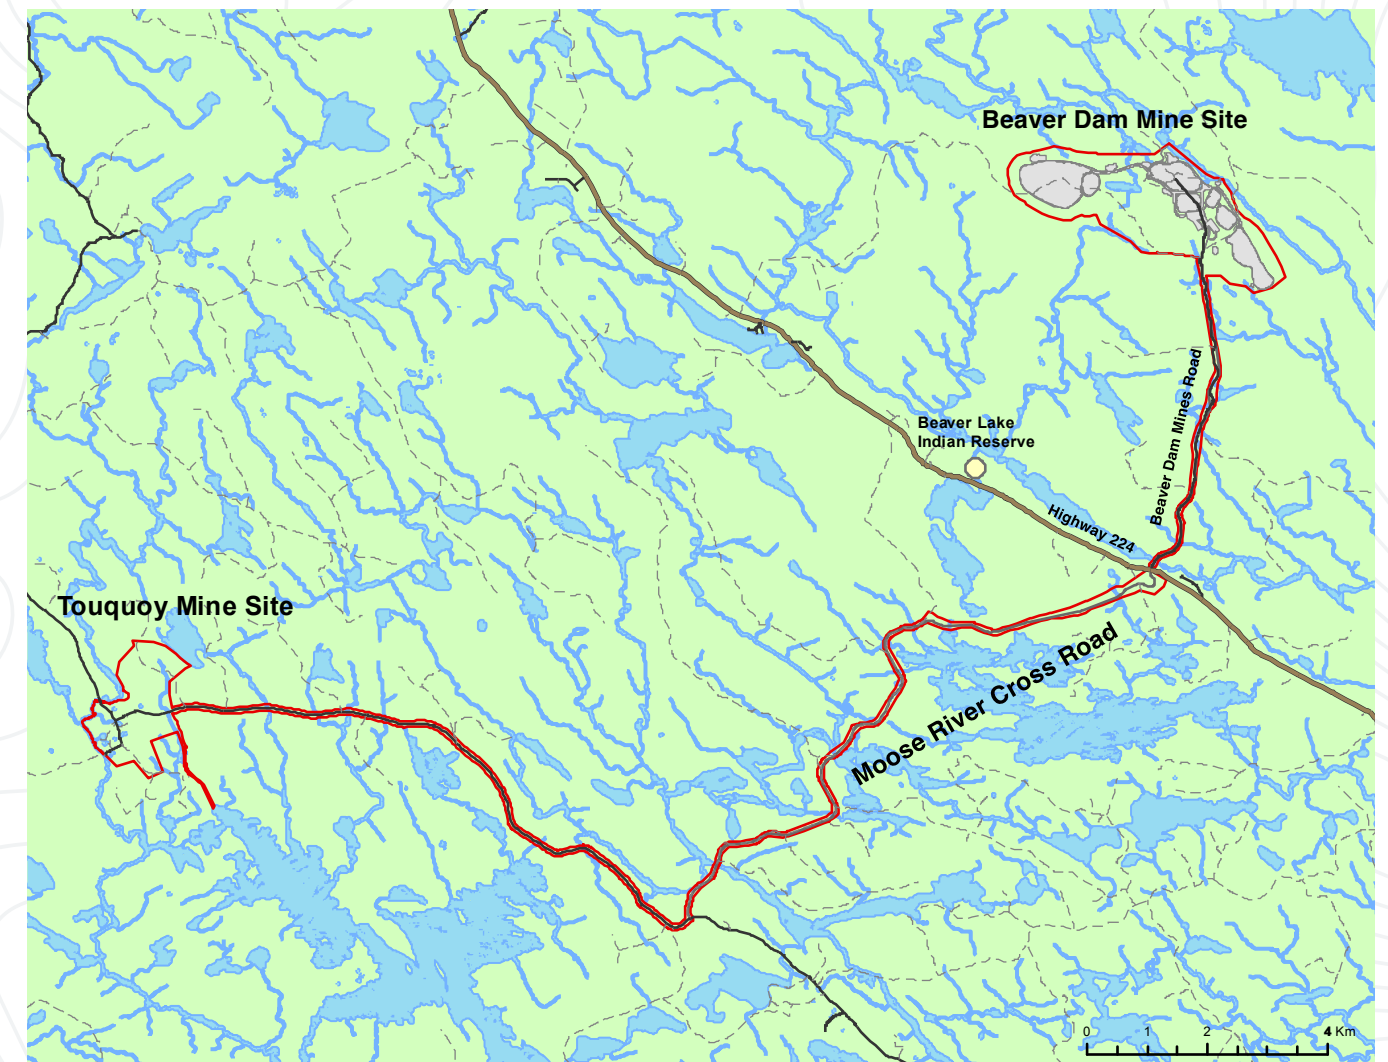 Beaver Dam Mine Site
Beaver Dam Mines Road
Beaver Lake
Indian Reserve
Highway 224
Touquoy Mine Site
Moose River Cross Road
0 1 2 4 Km